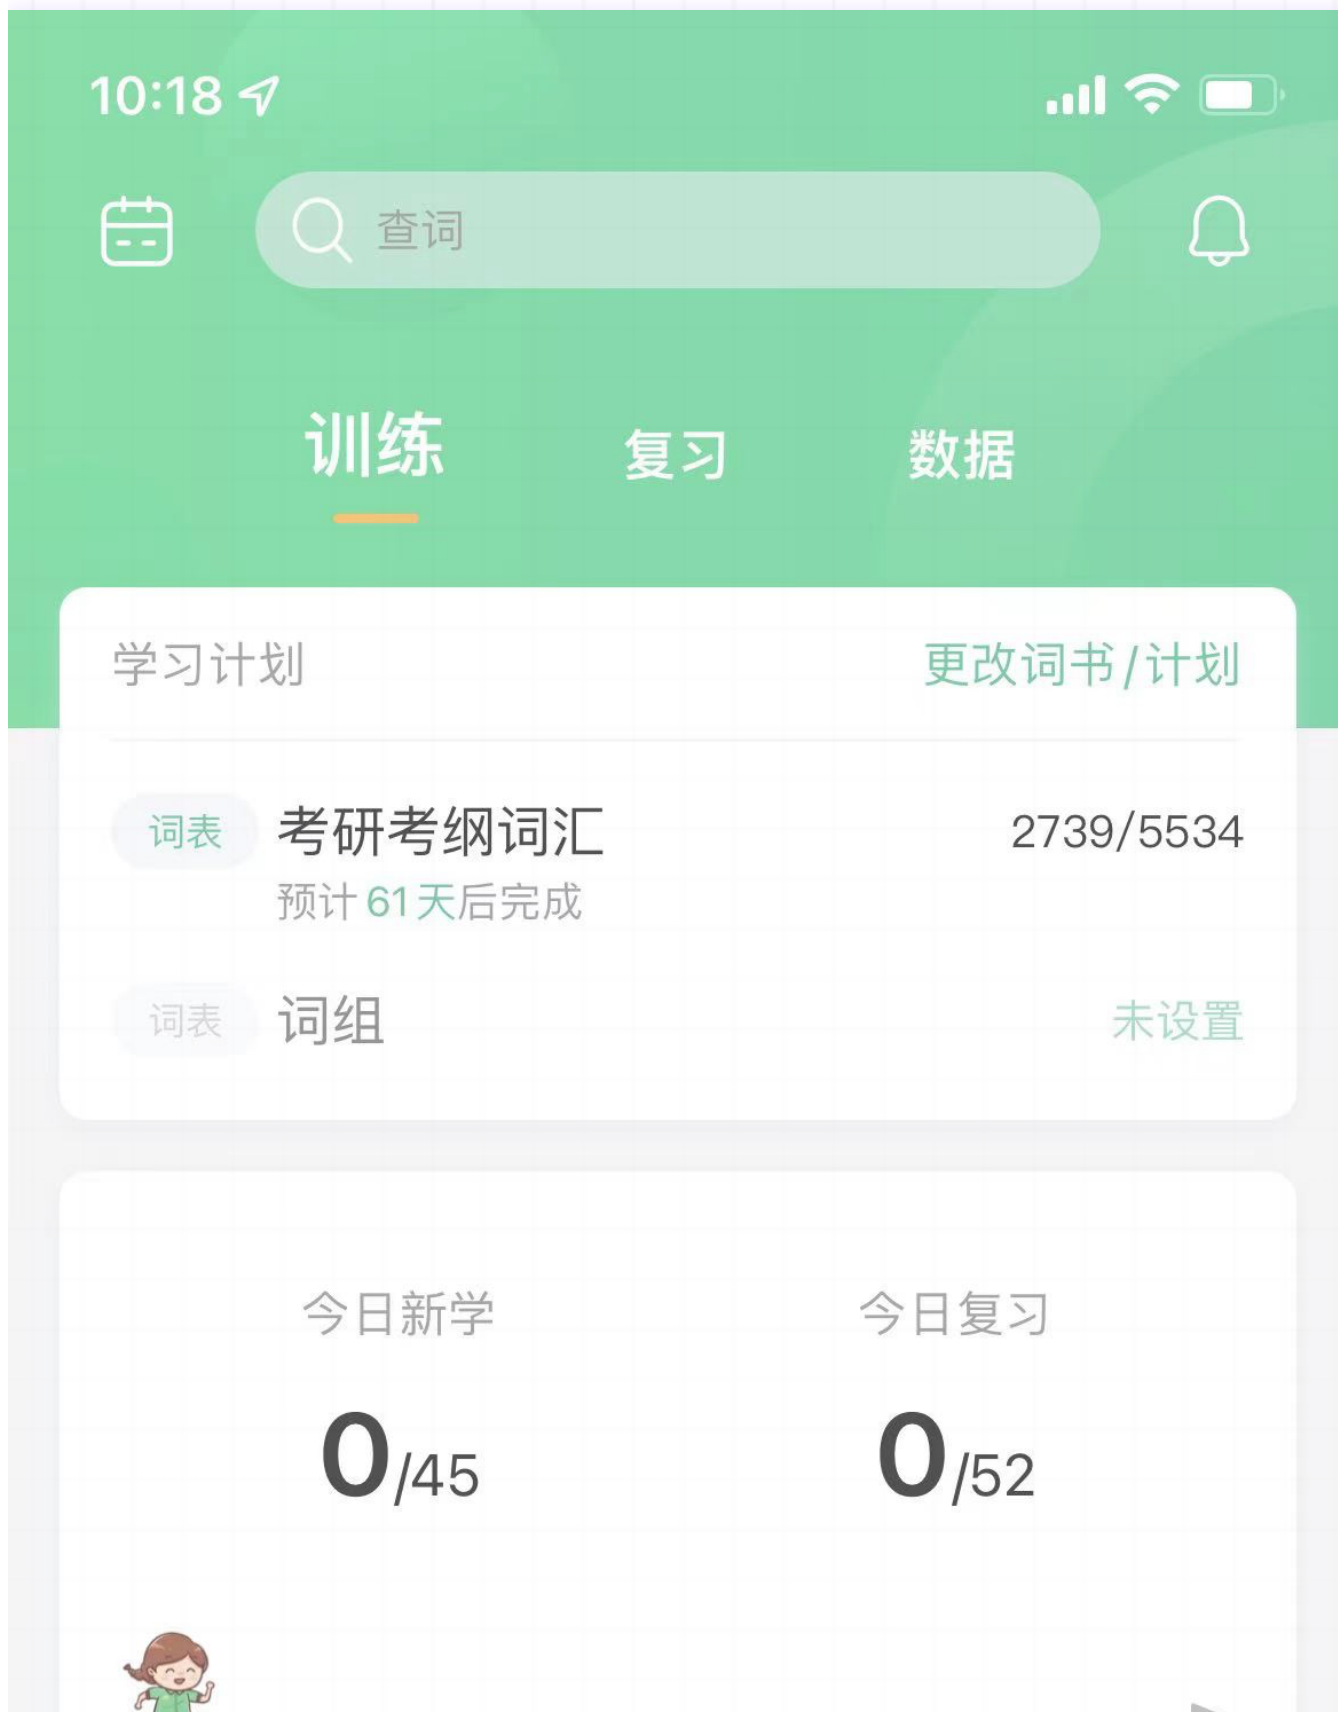 10:18
查词
训练 复习 数据
学习计划 更改词书/计划
词表 考研考纲词汇 2739/5534
预计61天后完成
词表 词组 未设置
今日新学 今日复习
0/45 0/52